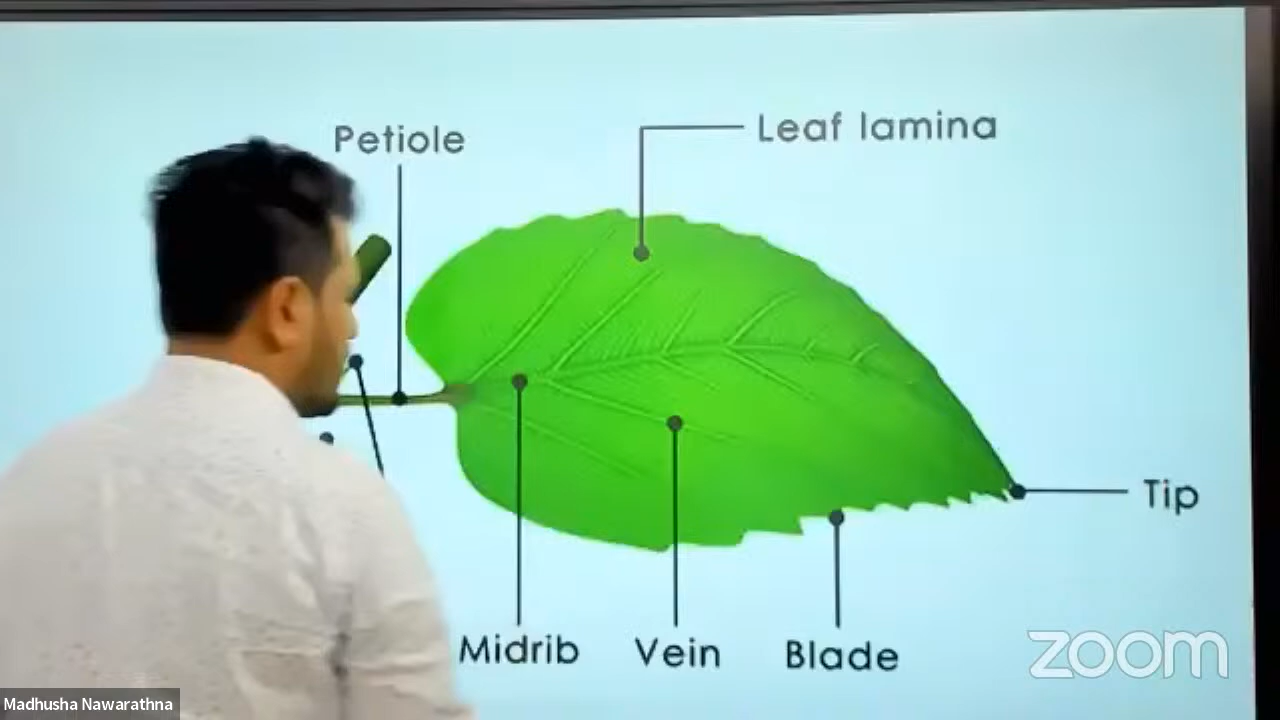 Petiole
Leaf lamina
Tip
Midrib
Vein
Blade
zoom
Madhusha Nawarathna